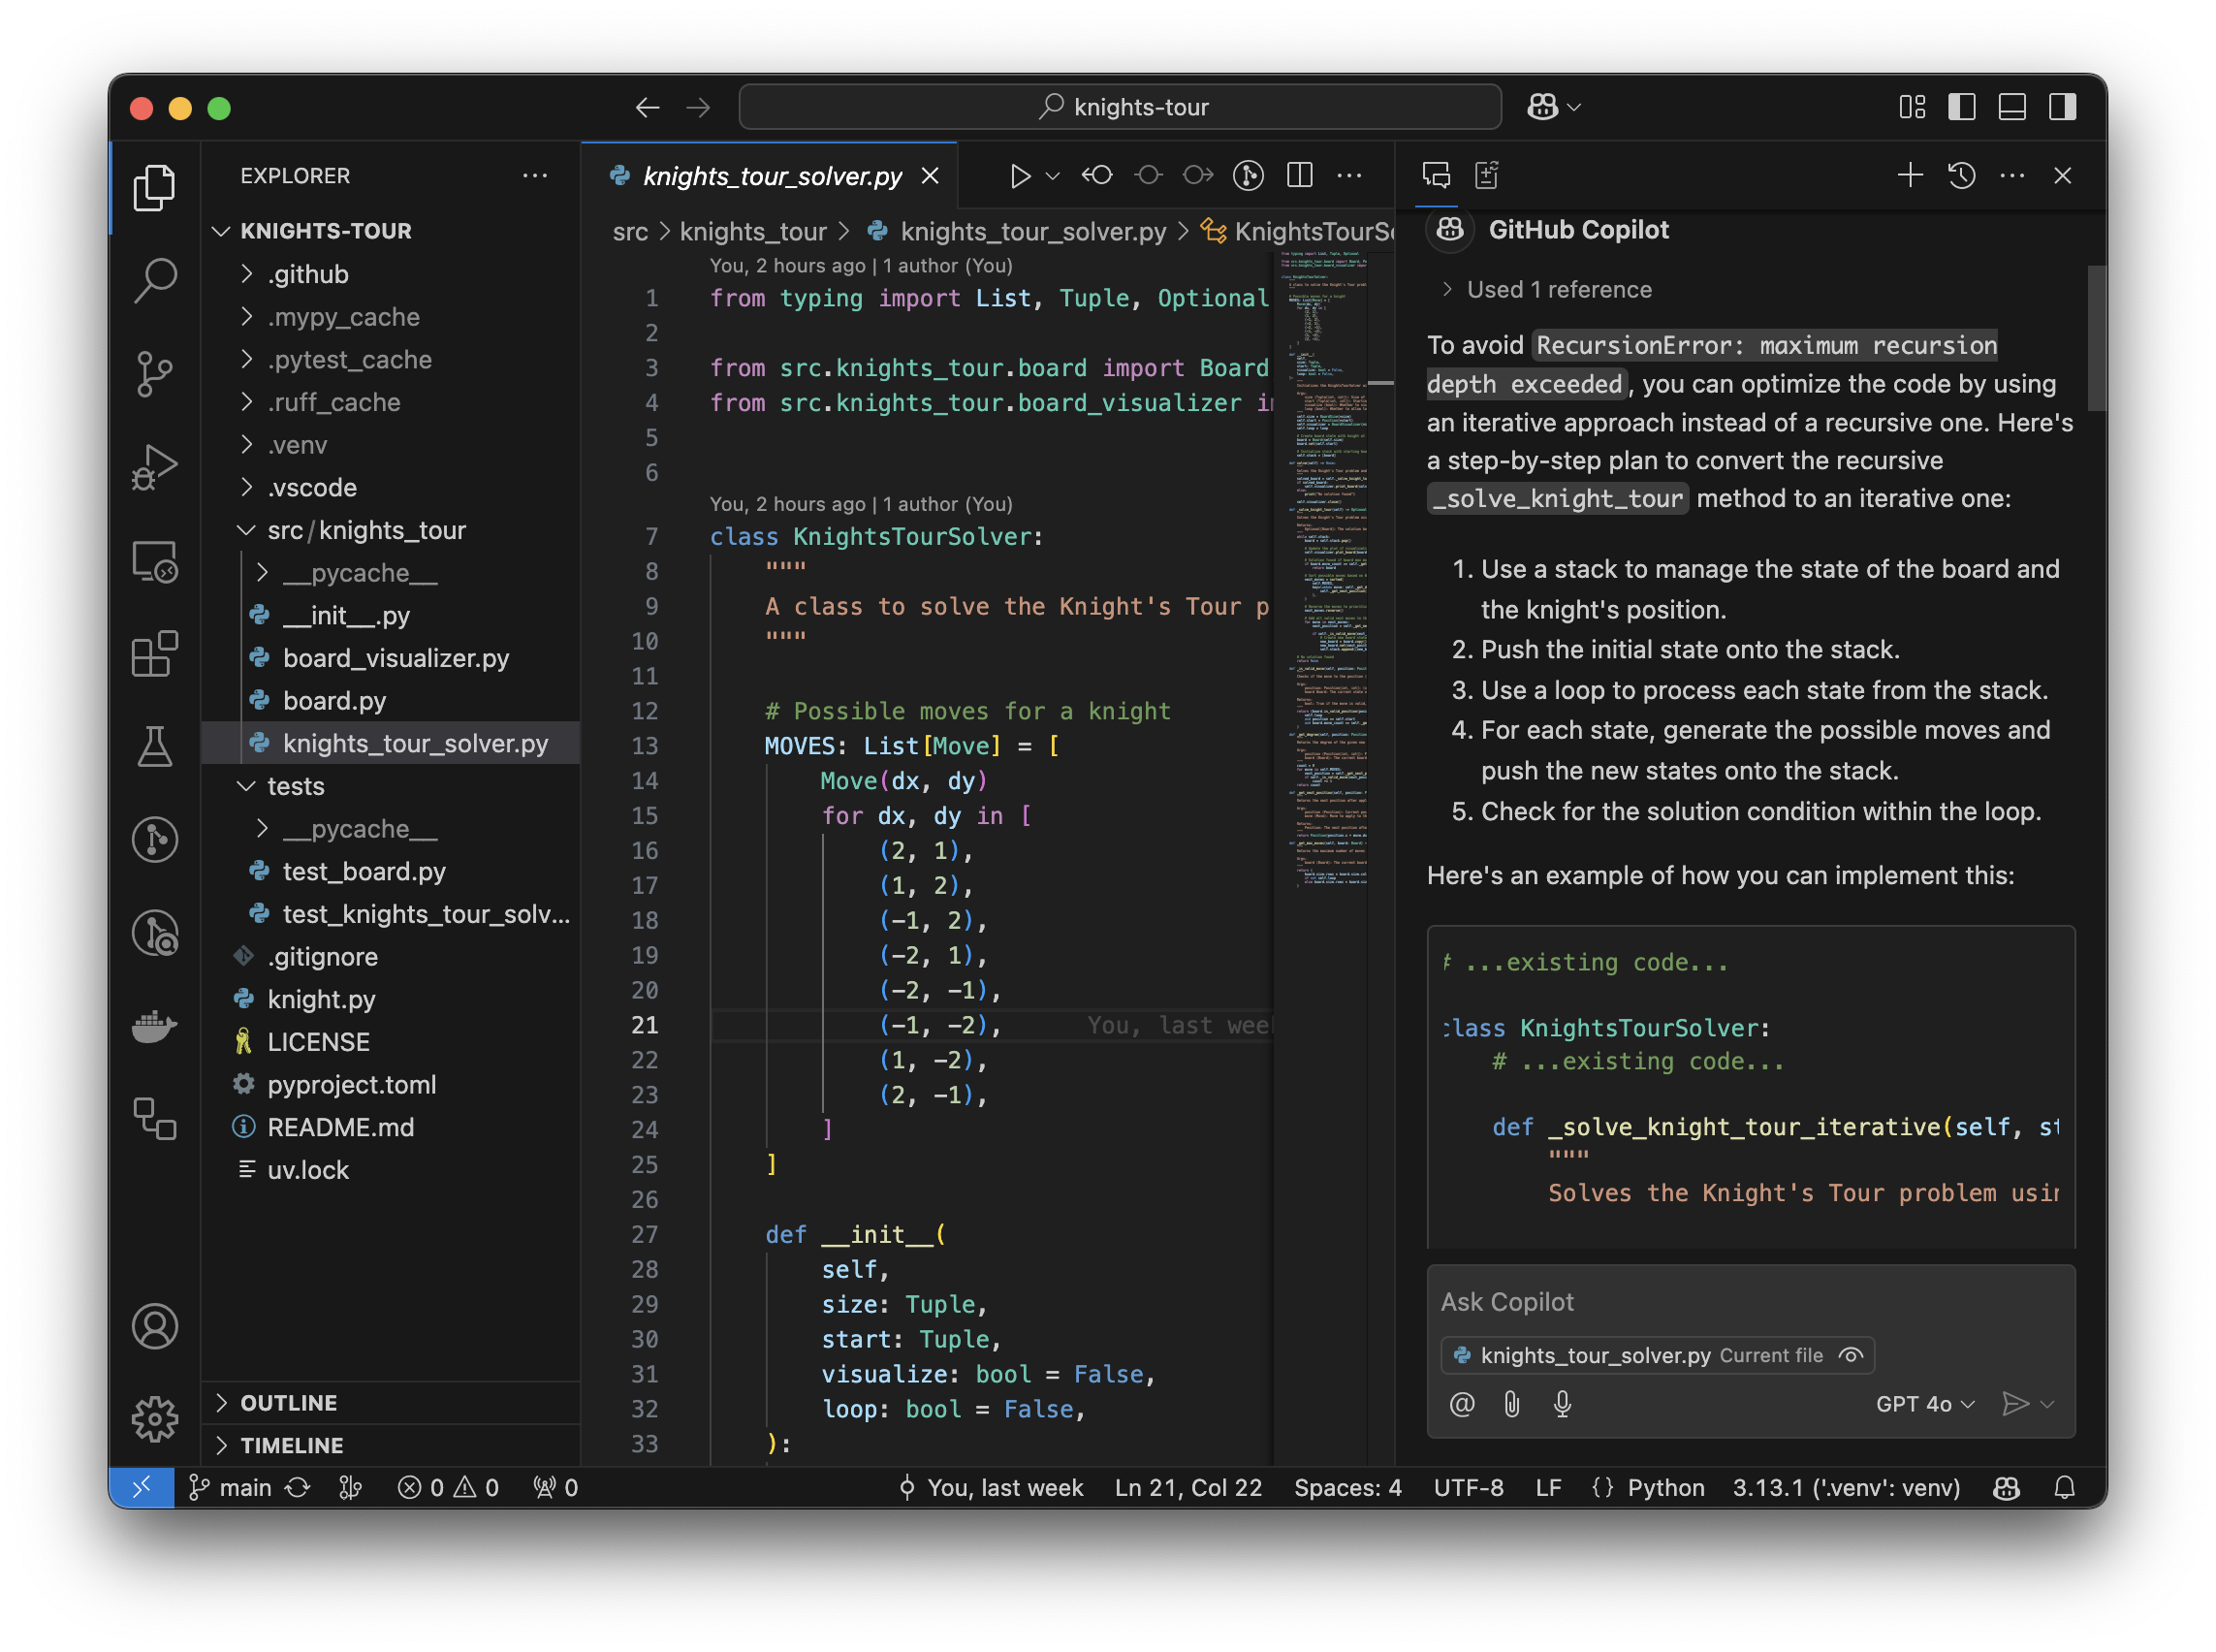 knights-tour
EXPLORER
KNIGHTS-TOUR
.github
.mypy_cache
.pytest_cache
.ruff_cache
.venv
.vscode
src/knights_tour
__pycache__
__init__.py
board_visualizer.py
board.py
knights_tour_solver.py
tests
__pycache__
test_board.py
test_knights_tour_solv...
.gitignore
knight.py
LICENSE
pyproject.toml
README.md
uv.lock
OUTLINE
TIMELINE
knights_tour_solver.py
src > knights_tour > knights_tour_solver.py > KnightsTourSo
You, 2 hours ago | 1 author (You)
1 from typing import List, Tuple, Optional
2
3 from src.knights_tour.board import Board
4 from src.knights_tour.board_visualizer im
5
6
You, 2 hours ago | 1 author (You)
7 class KnightsTourSolver:
8 """
9 A class to solve the Knight's Tour p
10 """
11
12 # Possible moves for a knight
13 MOVES: List[Move] = [
14 Move(dx, dy)
15 for dx, dy in [
16 (2, 1),
17 (1, 2),
18 (-1, 2),
19 (-2, 1),
20 (-2, -1),
21 (-1, -2), You, last wee
22 (1, -2),
23 (2, -1),
24 ]
25 ]
26
27 def __init__(
28 self,
29 size: Tuple,
30 start: Tuple,
31 visualize: bool = False,
32 loop: bool = False,
33 ):
GitHub Copilot
Used 1 reference
To avoid RecursionError: maximum recursion
depth exceeded, you can optimize the code by using
an iterative approach instead of a recursive one. Here's
a step-by-step plan to convert the recursive
_solve_knight_tour method to an iterative one:
1. Use a stack to manage the state of the board and
the knight's position.
2. Push the initial state onto the stack.
3. Use a loop to process each state from the stack.
4. For each state, generate the possible moves and
push the new states onto the stack.
5. Check for the solution condition within the loop.
Here's an example of how you can implement this:
# ...existing code...
class KnightsTourSolver:
# ...existing code...
def _solve_knight_tour_iterative(self, st
"""
Solves the Knight's Tour problem usin
Ask Copilot
knights_tour_solver.py Current file
GPT 4o
main 0 0 0 You, last week Ln 21, Col 22 Spaces: 4 UTF-8 LF {} Python 3.13.1 ('.venv': venv)